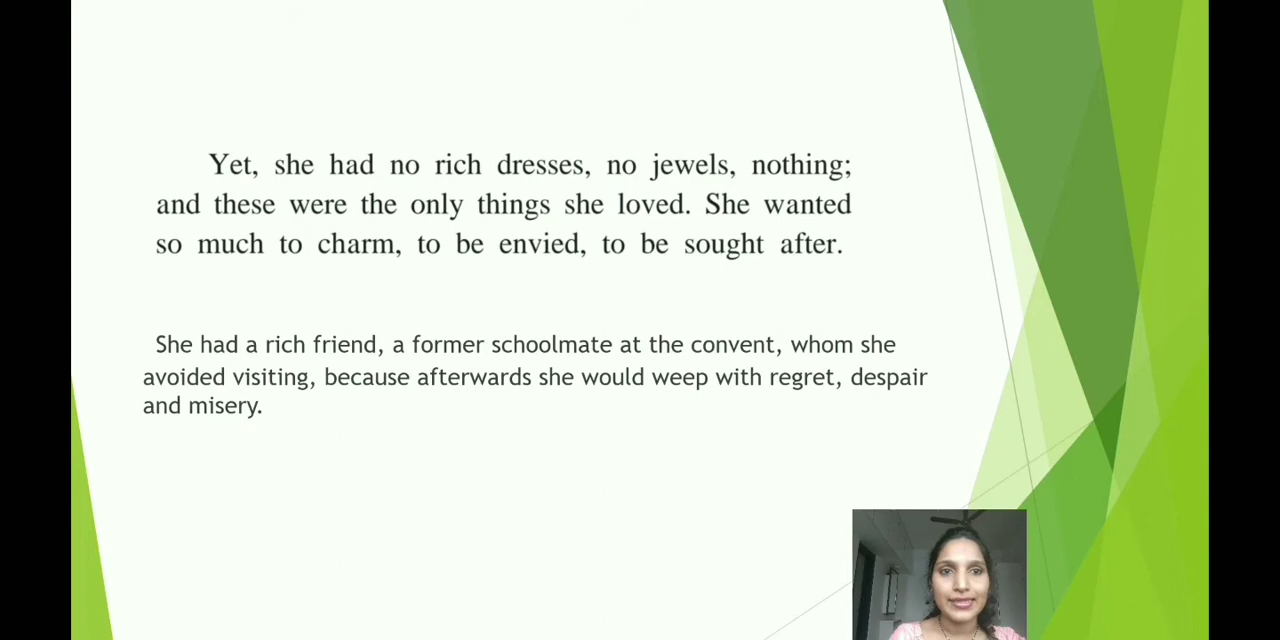 Yet, she had no rich dresses, no jewels, nothing;
and these were the only things she loved. She wanted
so much to charm, to be envied, to be sought after.
She had a rich friend, a former schoolmate at the convent, whom she
avoided visiting, because afterwards she would weep with regret, despair
and misery.